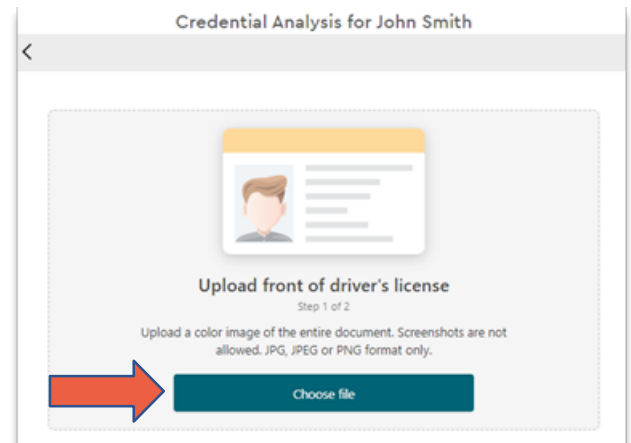 Credential Analysis for John Smith
Upload front of driver's license
Step 1 of 2
Upload a color image of the entire document. Screenshots are not
allowed. JPG, JPEG or PNG format only.
Choose file